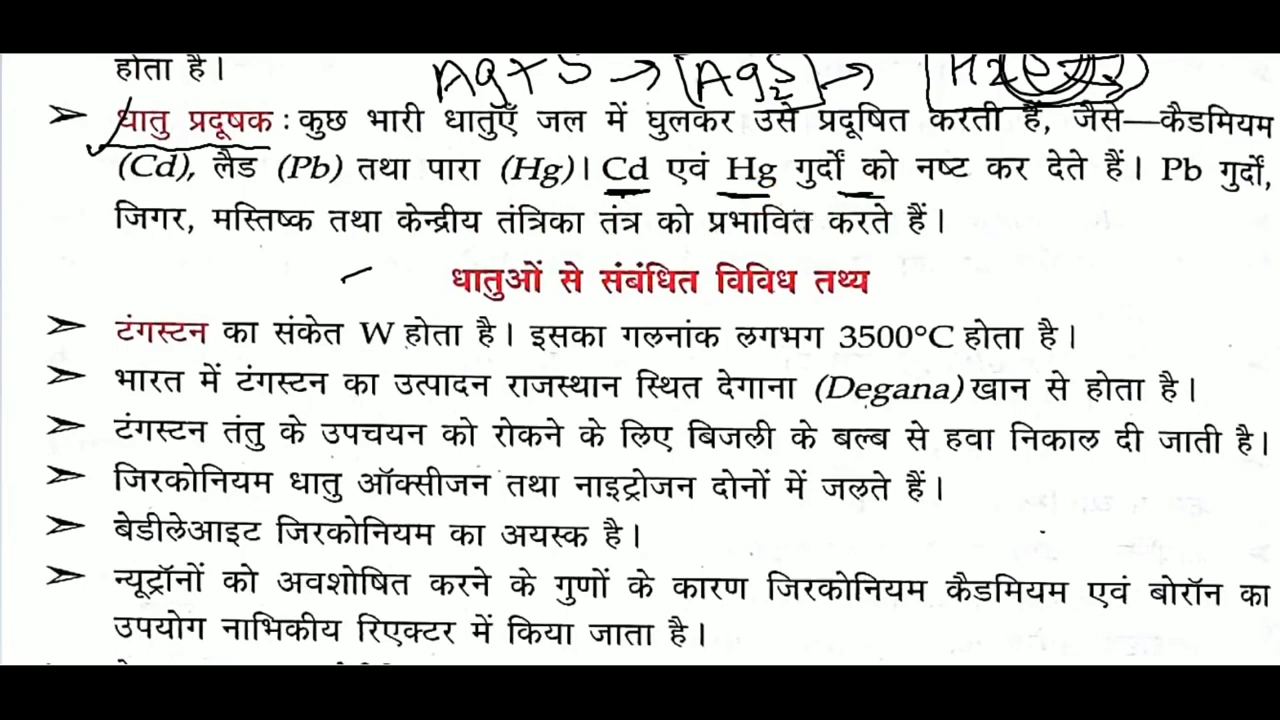 होता है।
Ag + S → [Ag2S] →
➢ धातु प्रदूषक : कुछ भारी धातुएँ जल में घुलकर उसे प्रदूषित करती हैं, जैसे—कैडमियम
(Cd), लैड (Pb) तथा पारा (Hg)। Cd एवं Hg गुर्दों को नष्ट कर देते हैं। Pb गुर्दो,
जिगर, मस्तिष्क तथा केन्द्रीय तंत्रिका तंत्र को प्रभावित करते हैं।
धातुओं से संबंधित विविध तथ्य
➢ टंगस्टन का संकेत W होता है। इसका गलनांक लगभग 3500°C होता है।
➢ भारत में टंगस्टन का उत्पादन राजस्थान स्थित देगाना (Degana) खान से होता है।
➢ टंगस्टन तंतु के उपचयन को रोकने के लिए बिजली के बल्ब से हवा निकाल दी जाती है।
➢ जिरकोनियम धातु ऑक्सीजन तथा नाइट्रोजन दोनों में जलते हैं।
➢ बेडीलेआइट जिरकोनियम का अयस्क है।
➢ न्यूट्रॉनों को अवशोषित करने के गुणों के कारण जिरकोनियम कैडमियम एवं बोरॉन का
उपयोग नाभिकीय रिएक्टर में किया जाता है।